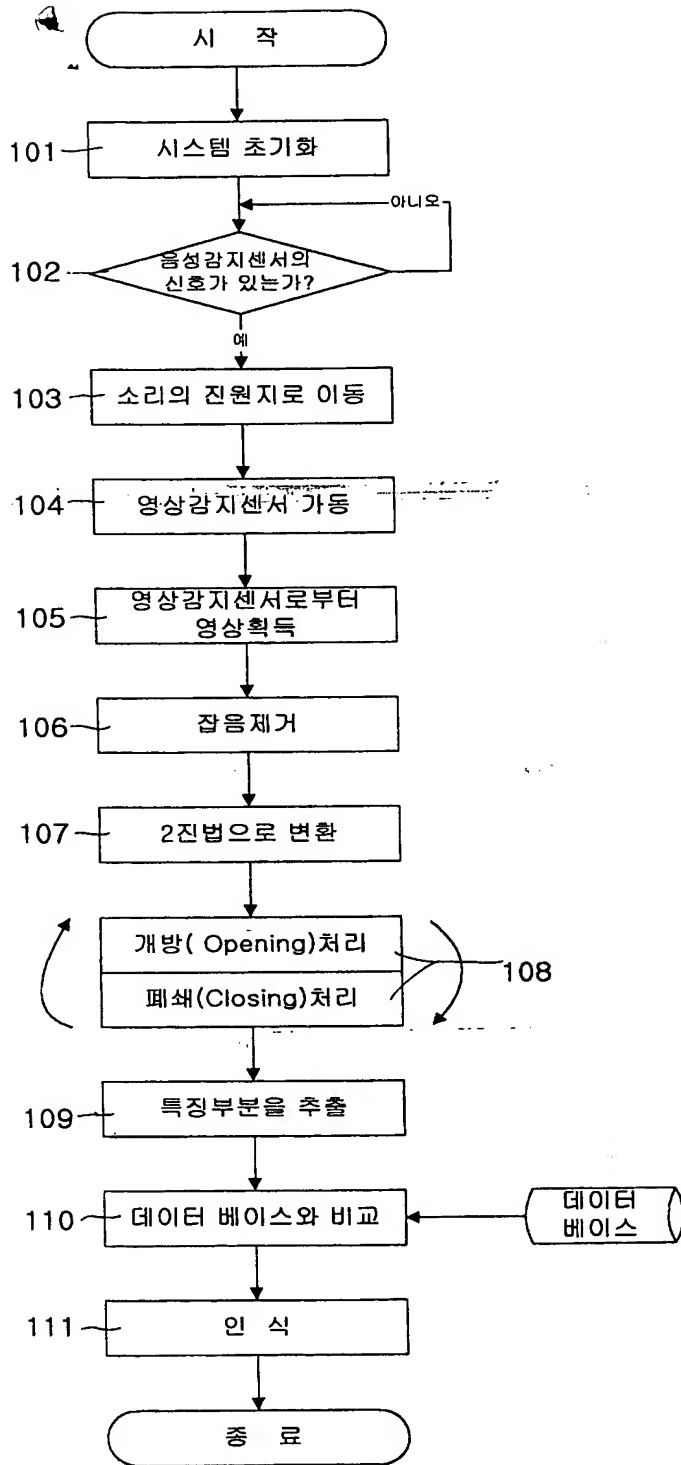 시 작
101 시스템 초기화
아니오
102 음성감지센서의
신호가 있는가?
예
103 소리의 진원지로 이동
104 영상감지센서 가동
105 영상감지센서로부터
영상획득
106 잡음제거
107 2진법으로 변환
개방( Opening)처리
108
폐쇄(Closing)처리
109 특징부분을 추출
110 데이터 베이스와 비교
데이터
베이스
111 인 식
종 료